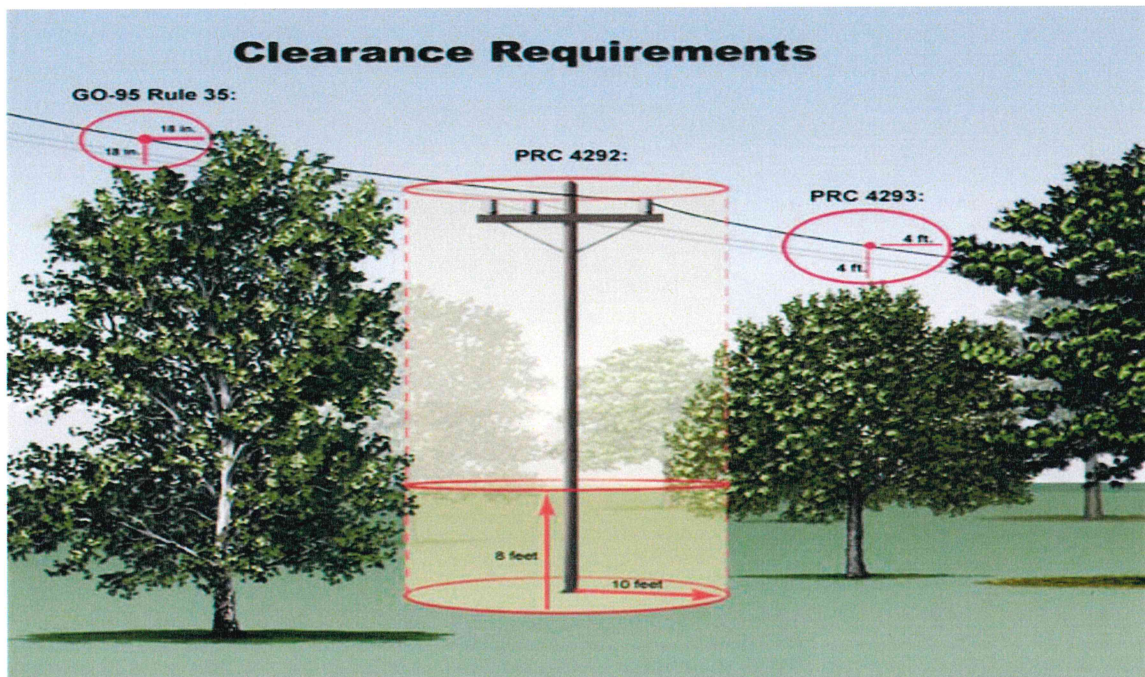 Clearance Requirements
GO-95 Rule 35:
18 in.
18 in.
PRC 4292:
PRC 4293:
4 ft.
4 ft.
8 feet
10 feet